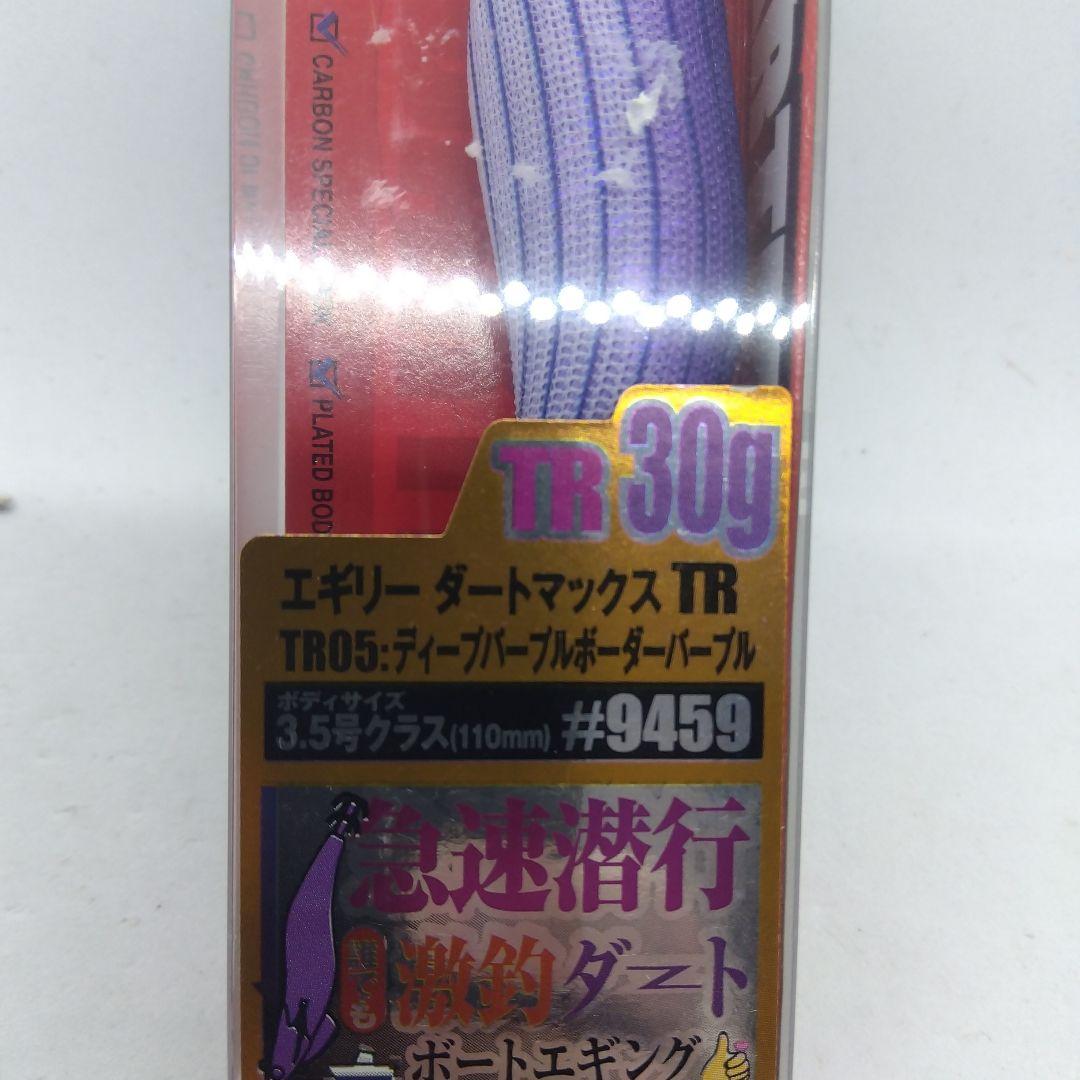 CARBON SPECIAL
PLATED BOD
TR 30g
エギリー ダートマックス TR
TR05:ディープパープルボーダーパープル
ボディサイズ
3.5号クラス(110mm) #9459
急速潜行
誰でも 激釣ダート
ボートエギング